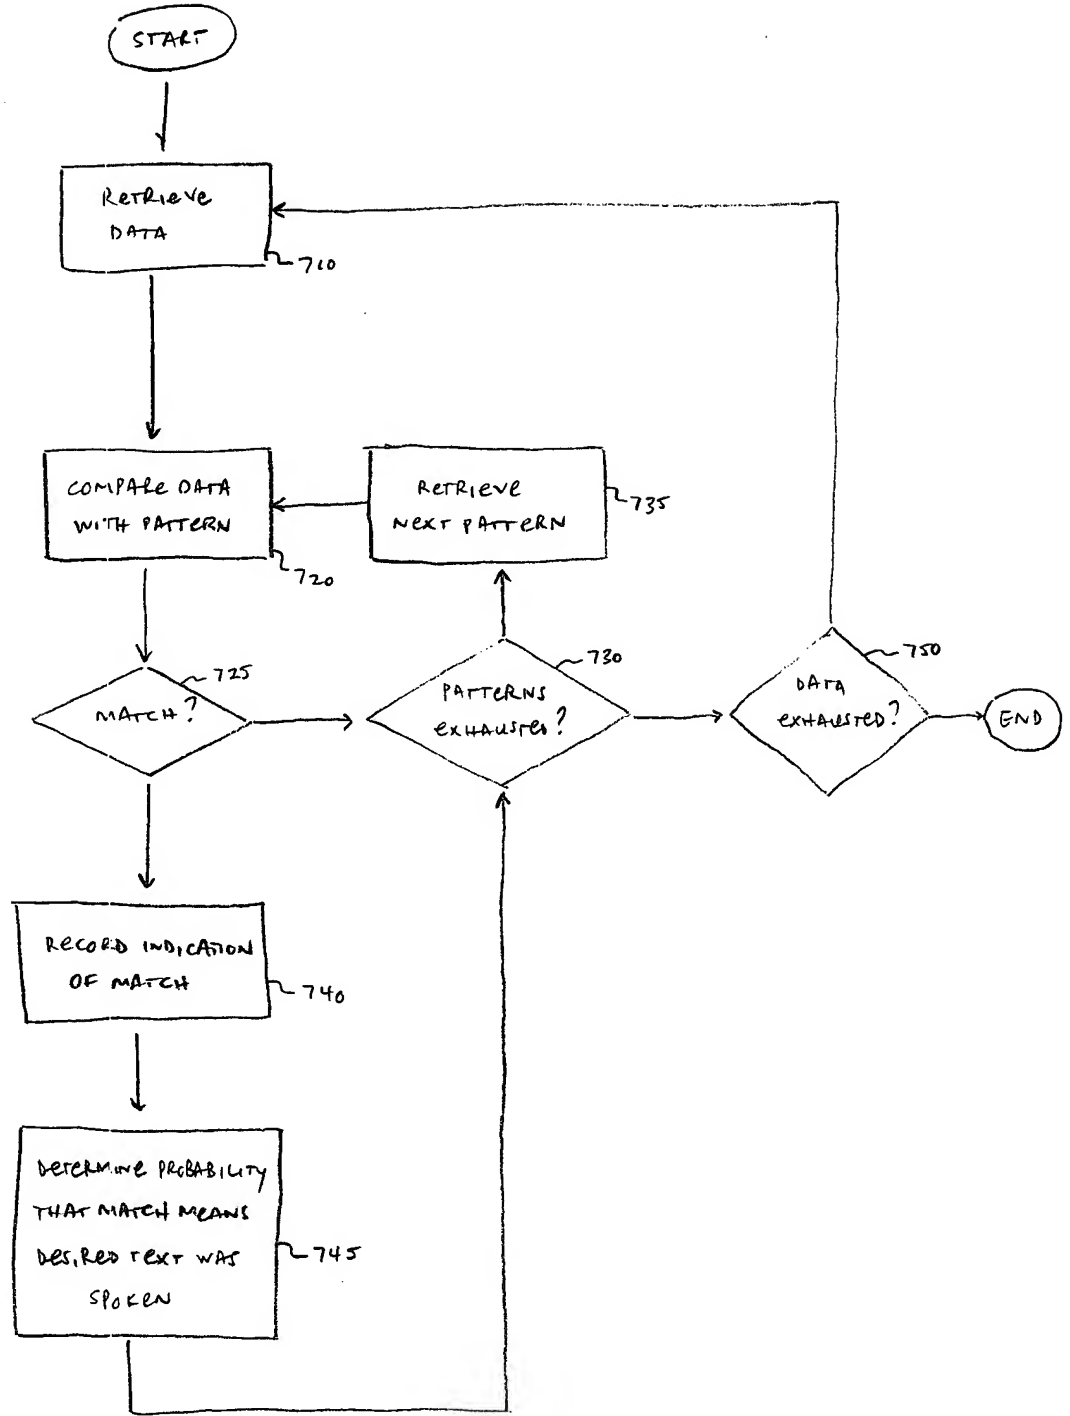 START
RETRIEVE
DATA
710
COMPARE DATA
WITH PATTERN
720
RETRIEVE
NEXT PATTERN
735
MATCH?
725
PATTERNS
EXHAUSTED?
730
DATA
EXHAUSTED?
750
END
RECORD INDICATION
OF MATCH
740
DETERMINE PROBABILITY
THAT MATCH MEANS
DESIRED TEXT WAS
SPOKEN
745